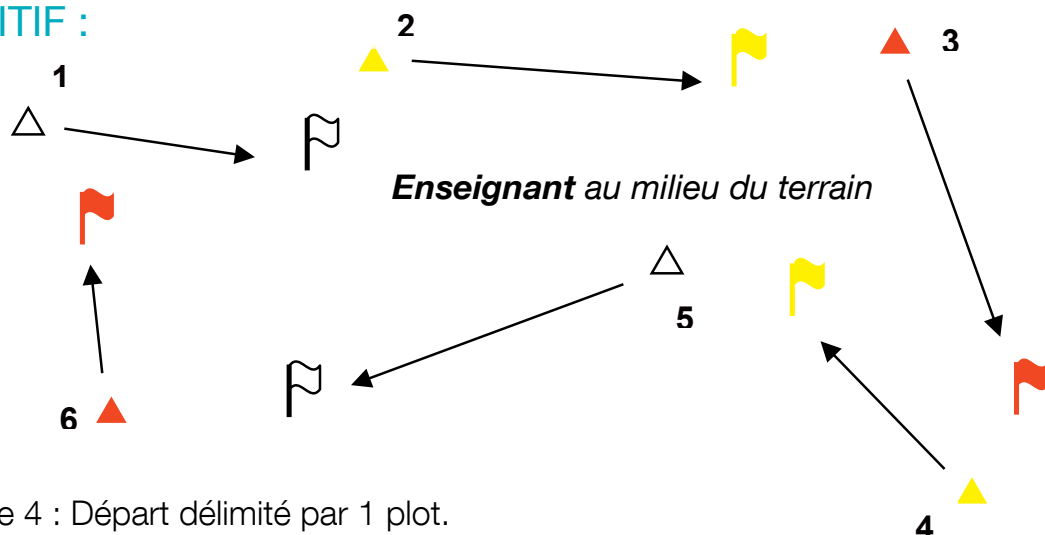 ITIF :
2
3
1
Enseignant au milieu du terrain
5
6
4
e 4 : Départ délimité par 1 plot.